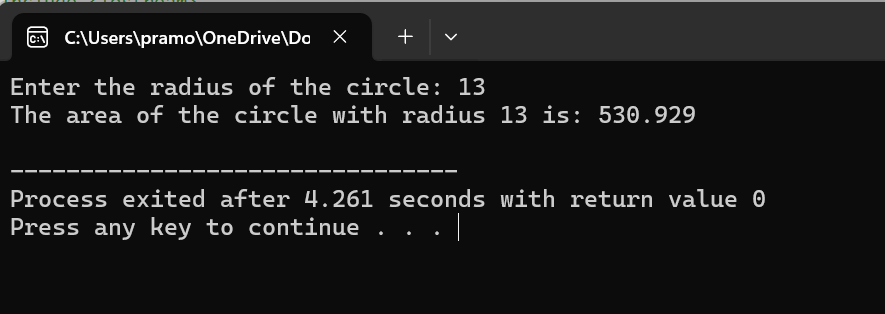 C:\Users\pramo\OneDrive\Do
Enter the radius of the circle: 13
The area of the circle with radius 13 is: 530.929
--------------------------------
Process exited after 4.261 seconds with return value 0
Press any key to continue . . .